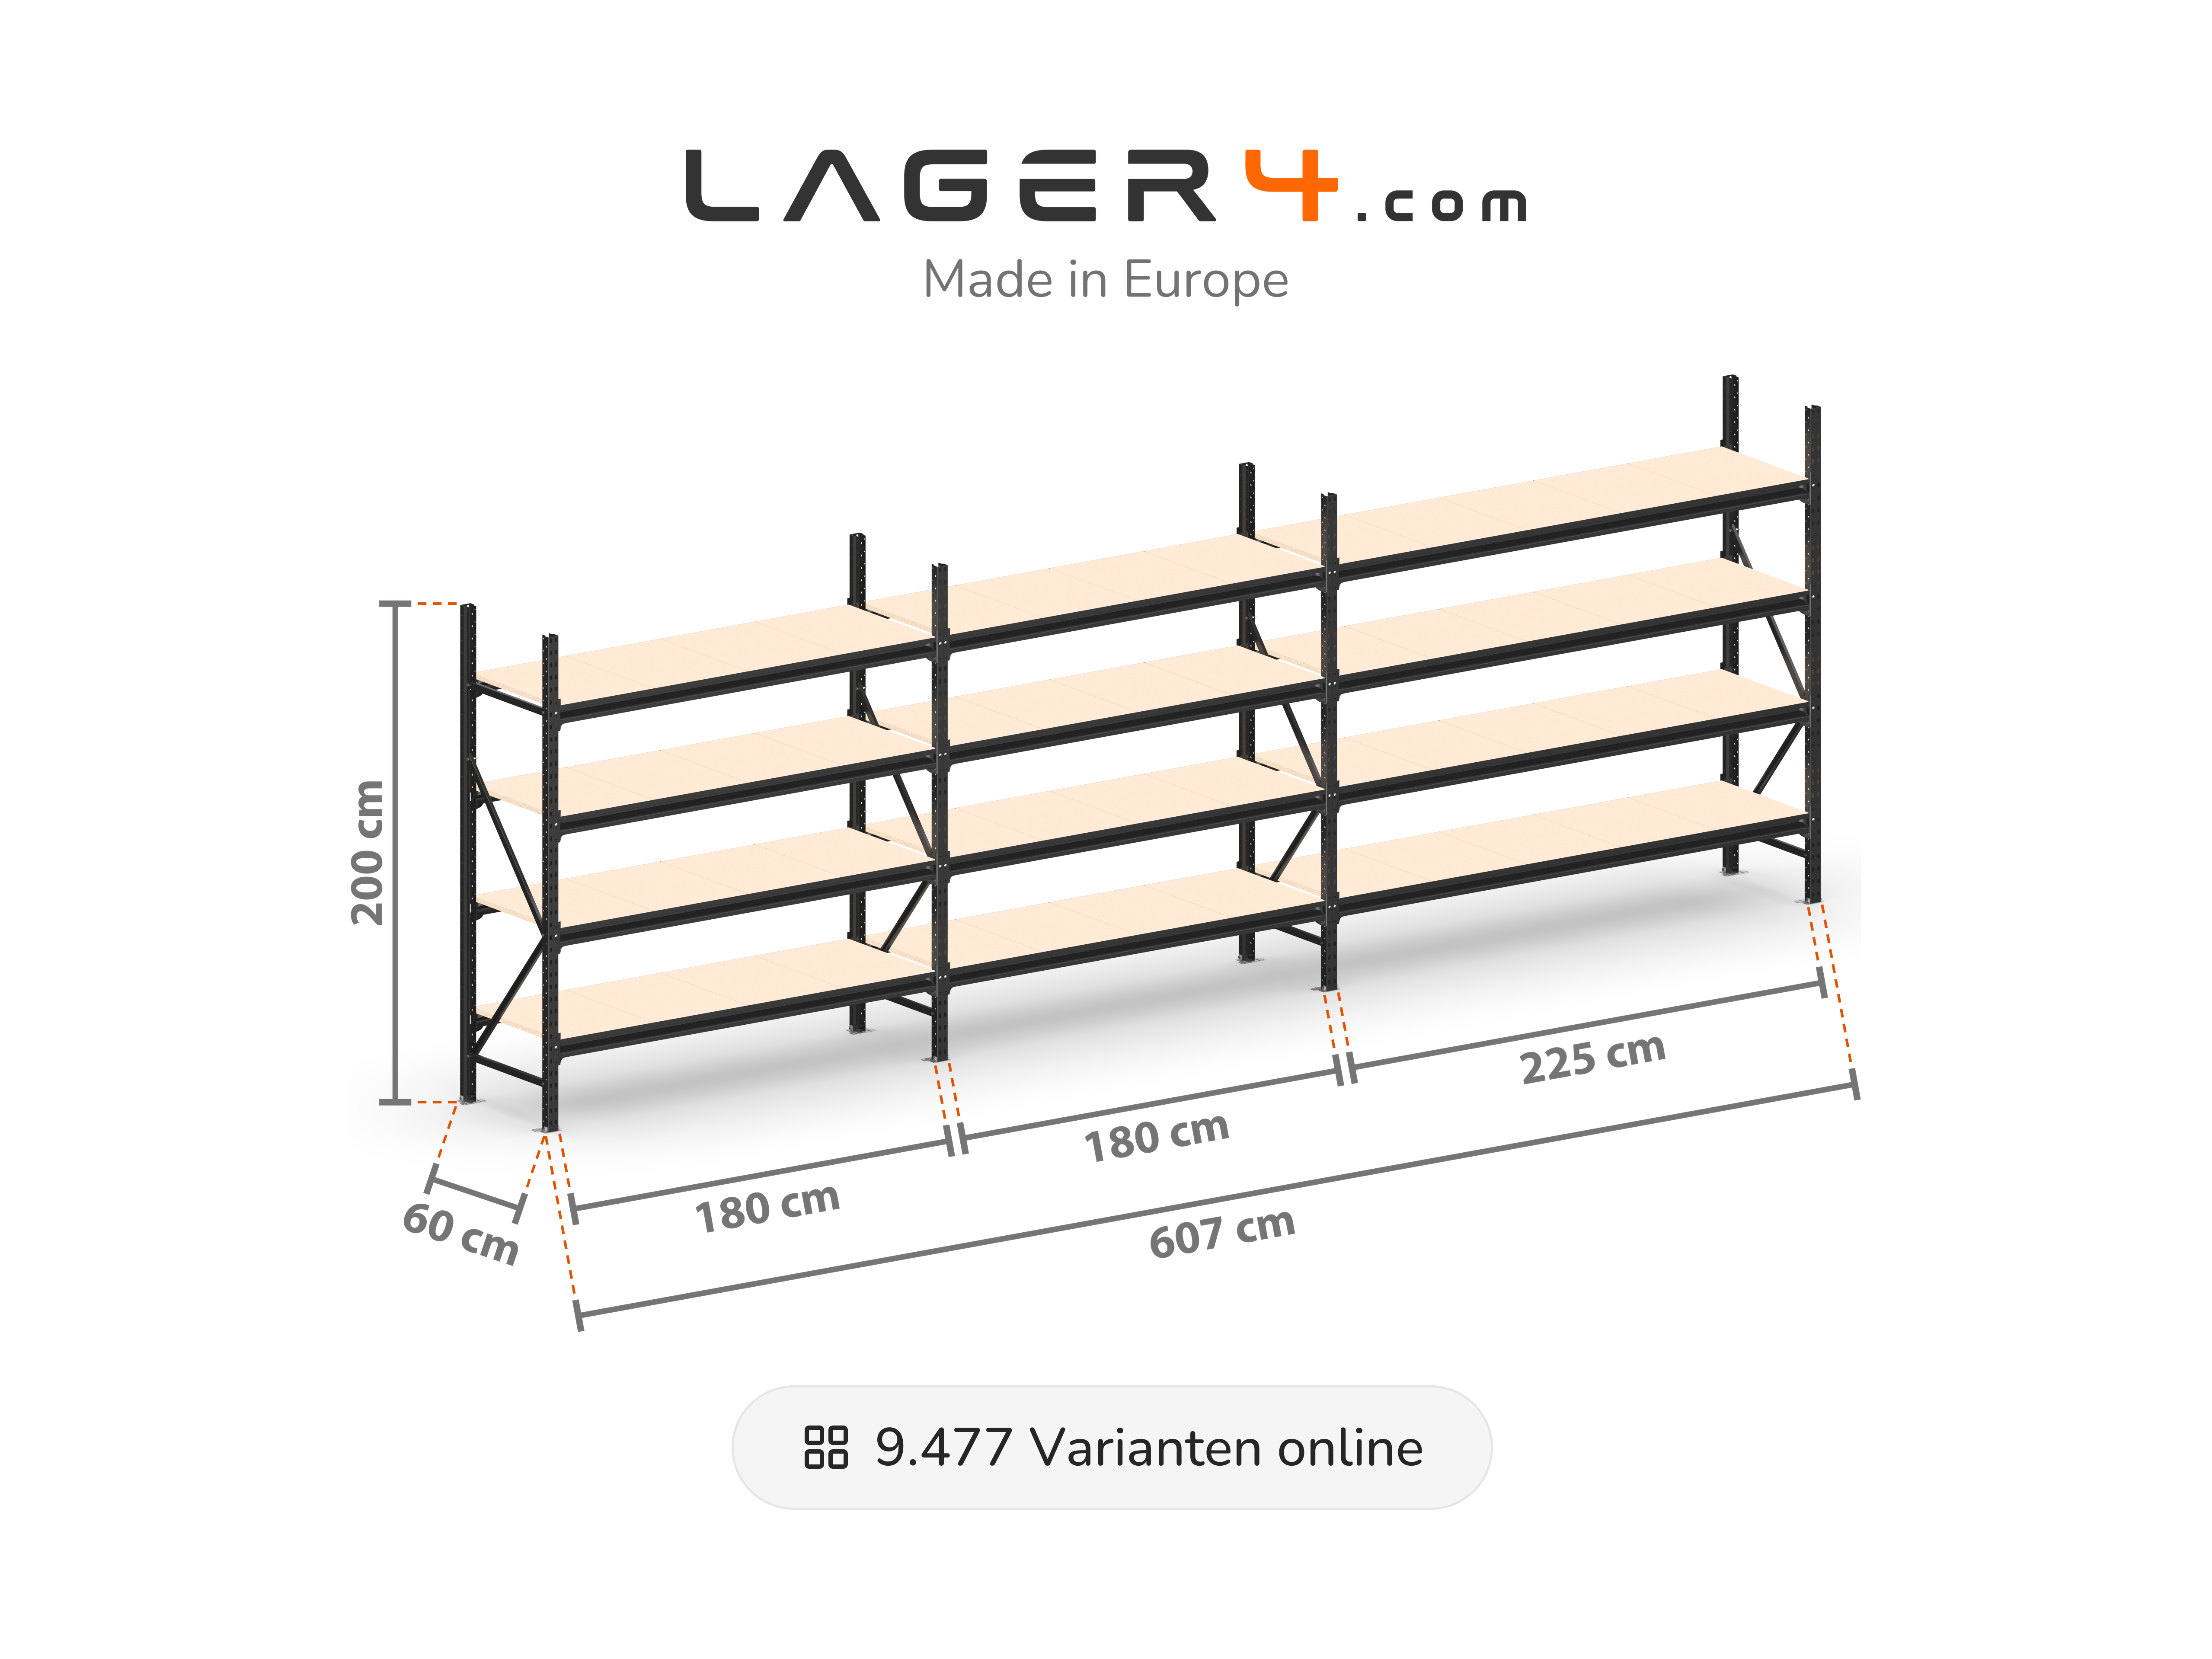 LAGER4.com
Made in Europe
200 cm
60 cm
180 cm
180 cm
225 cm
607 cm
9.477 Varianten online